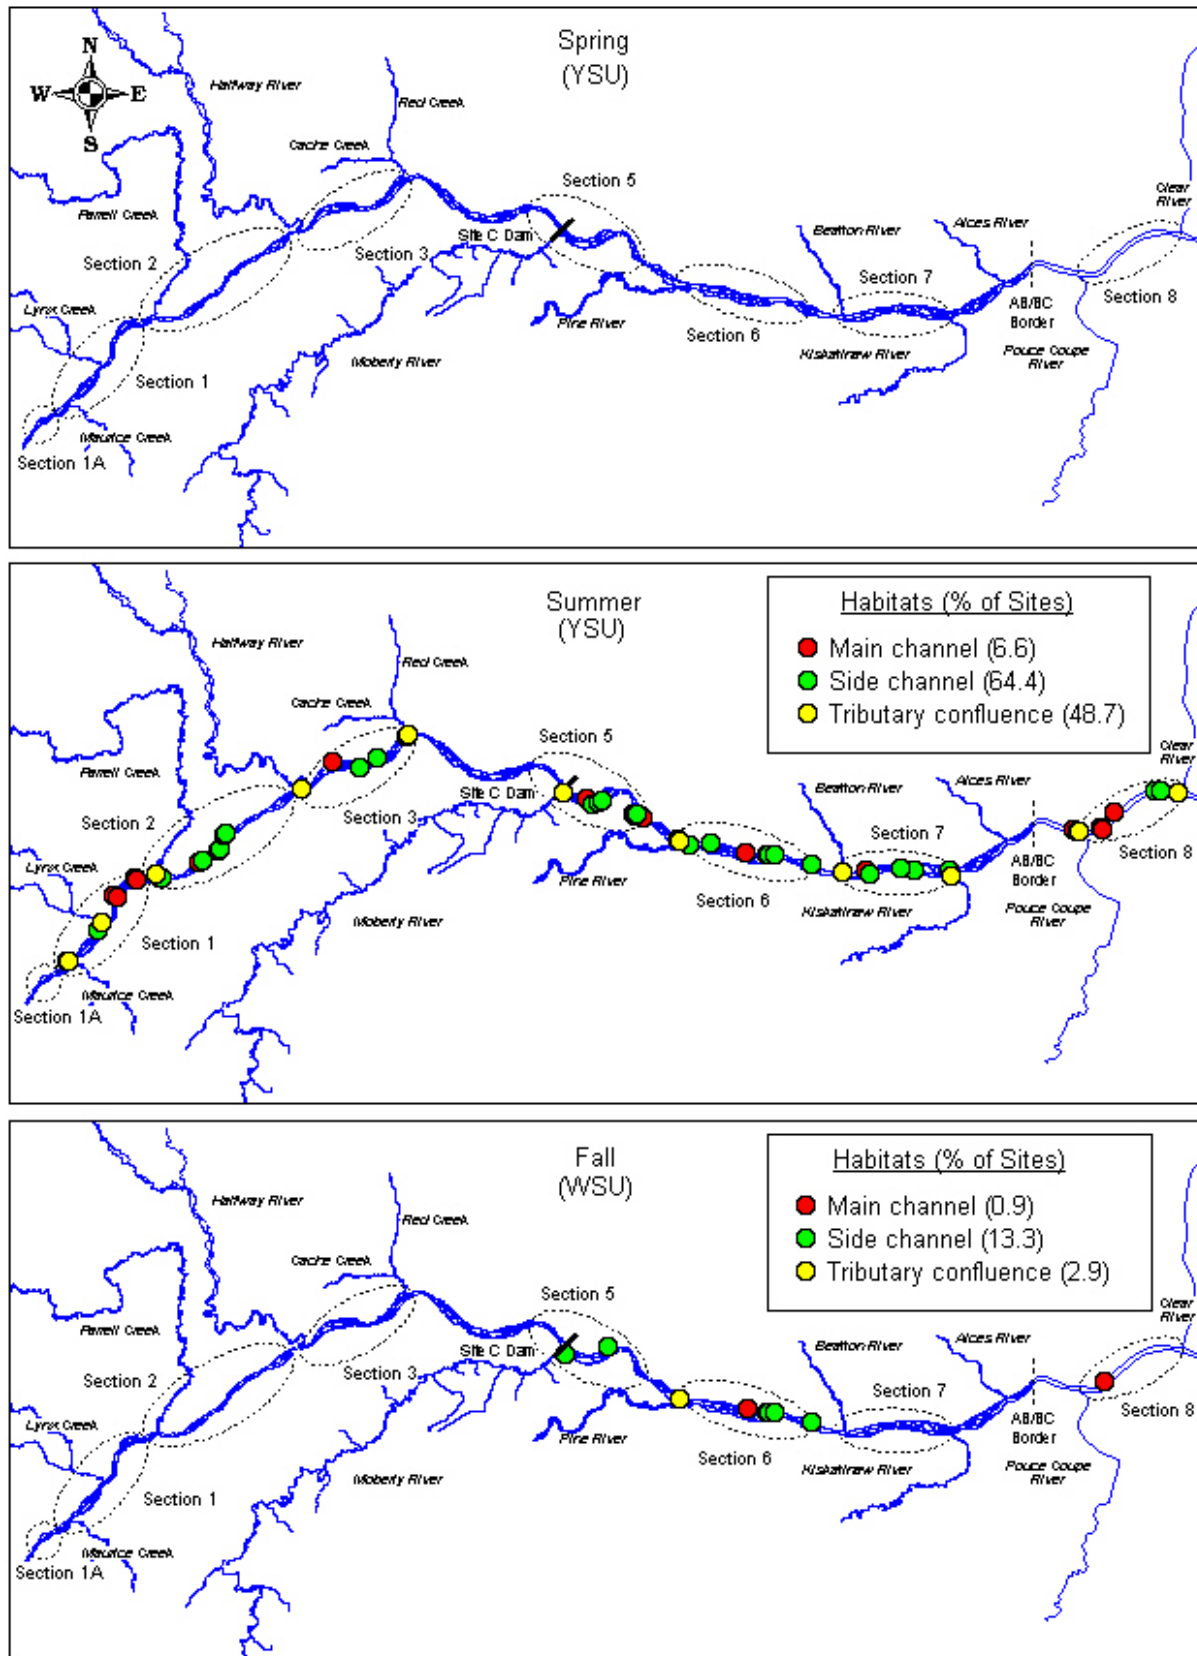 Spring
(YSU)
N
W E
S
Halfway River
Red Creek
Cache Creek
Farrell Creek
Section 5
Clear
River
Site C Dam
Section 2
Section 3
Beatton River
Alces River
Section 7
Lynx Creek
AB/BC
Border
Section 8
Pine River
Section 6
Moberly River
Kiskatinaw River
Pouce Coupe
River
Section 1
Maurice Creek
Section 1A
Summer
(YSU)
Habitats (% of Sites)
Main channel (6.6)
Side channel (64.4)
Tributary confluence (48.7)
Halfway River
Red Creek
Cache Creek
Farrell Creek
Section 5
Clear
River
Site C Dam
Section 2
Section 3
Beatton River
Alces River
Section 7
Lynx Creek
AB/BC
Border
Section 8
Pine River
Section 6
Moberly River
Kiskatinaw River
Pouce Coupe
River
Section 1
Maurice Creek
Section 1A
Fall
(WSU)
Habitats (% of Sites)
Main channel (0.9)
Side channel (13.3)
Tributary confluence (2.9)
Halfway River
Red Creek
Cache Creek
Farrell Creek
Section 5
Clear
River
Site C Dam
Section 2
Section 3
Beatton River
Alces River
Section 7
Lynx Creek
AB/BC
Border
Section 8
Pine River
Section 6
Moberly River
Kiskatinaw River
Pouce Coupe
River
Section 1
Maurice Creek
Section 1A